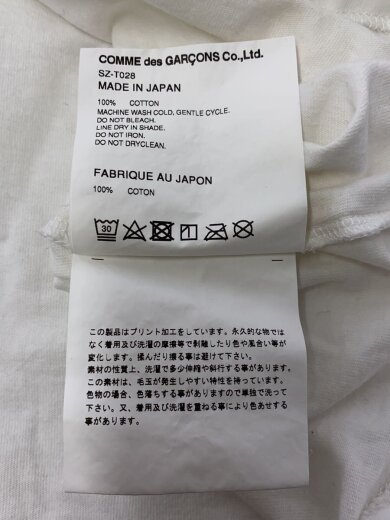 COMME des GARÇONS Co.,Ltd.
SZ-T028
MADE IN JAPAN
100% COTTON
MACHINE WASH COLD, GENTLE CYCLE.
DO NOT BLEACH.
LINE DRY IN SHADE.
DO NOT IRON.
DO NOT DRYCLEAN.
FABRIQUE AU JAPON
100% COTON
30
この製品はプリント加工をしています。永久的な物では
なく着用及び洗濯の摩擦等で剥離したり色や風合い等が
変化します。揉んだり擦る事は避けて下さい。
素材の性質上、洗濯で多少伸縮や斜行する事があります。
この素材は、毛玉が発生しやすい特性を持っています。
色物の場合、色落ちする事がありますので単独で洗って
下さい。又、着用及び洗濯を重ねる事により色あせする
事があります。